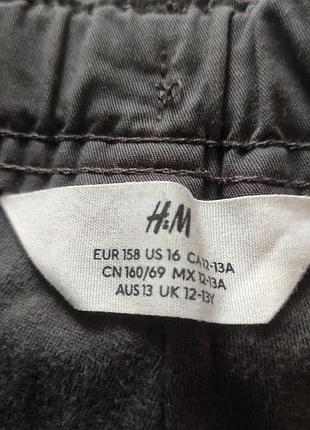 H&M
EUR 158 US 16 CA 12-13A
CN 160/69 MX 12-13A
AUS 13 UK 12-13Y